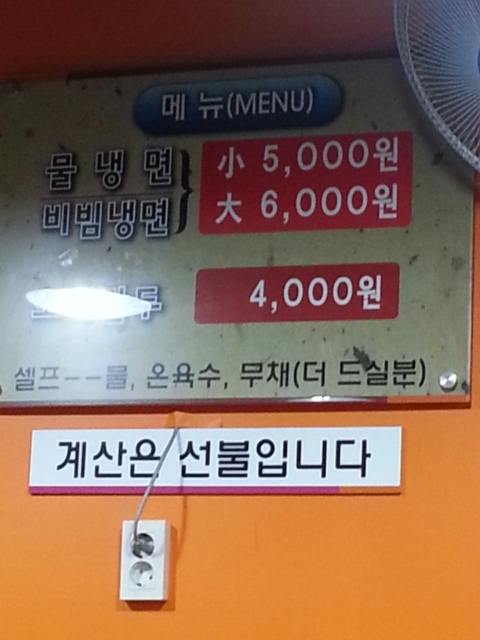 메뉴(MENU)
물냉면 小 5,000원
비빔냉면 大 6,000원
4,000원
셀프--물, 온육수, 무채(더 드실분)
계산은 선불입니다